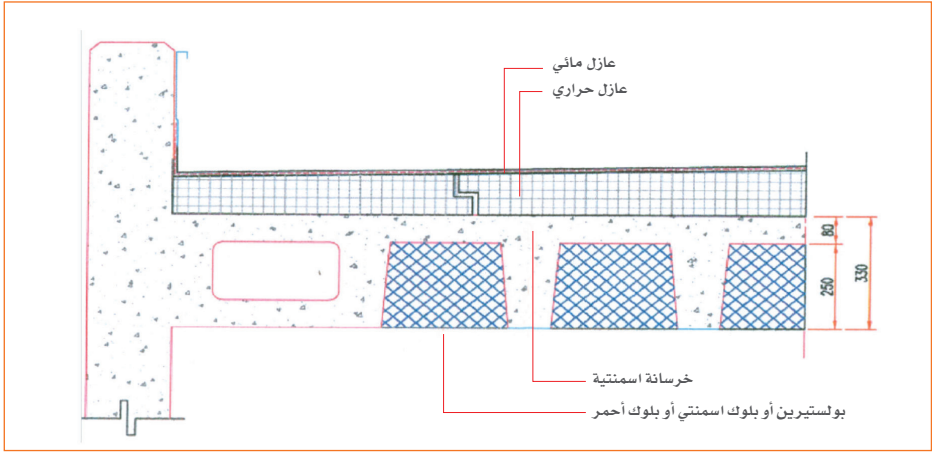 عازل مائي
عازل حراري
80
250
330
خرسانة اسمنتية
بولستيرين أو بلوك اسمنتي أو بلوك أحمر